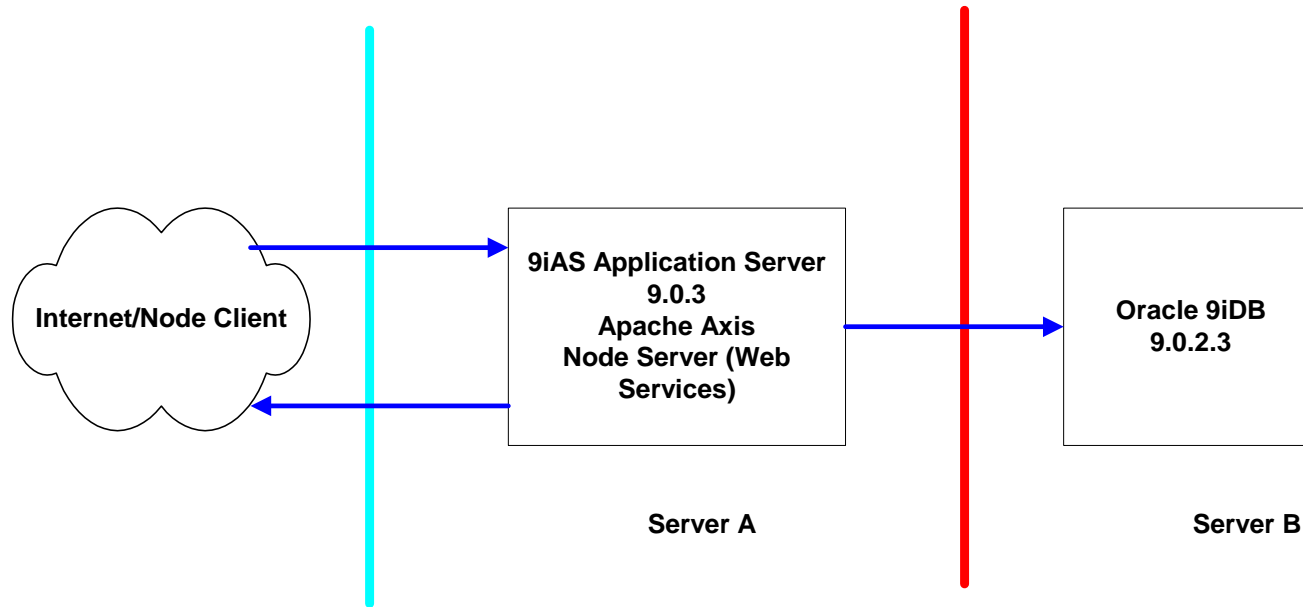 Internet/Node Client
9iAS Application Server
9.0.3
Apache Axis
Node Server (Web
Services)
Oracle 9iDB
9.0.2.3
Server A
Server B